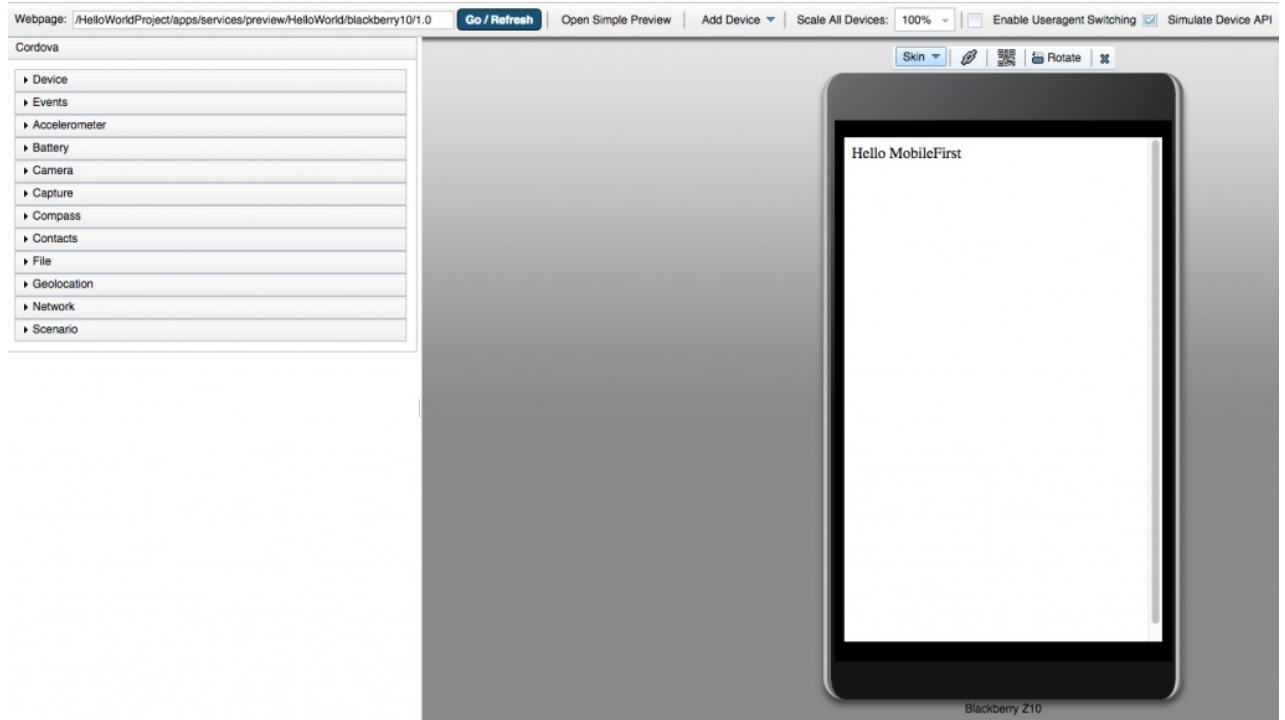 Webpage: /HelloWorldProject/apps/services/preview/HelloWorld/blackberry10/1.0 Go / Refresh Open Simple Preview Add Device Scale All Devices: 100% Enable Useragent Switching Simulate Device API
Cordova
Skin Rotate
Device
Events
Accelerometer
Battery
Camera
Capture
Compass
Contacts
File
Geolocation
Network
Scenario
Hello MobileFirst
Blackberry Z10